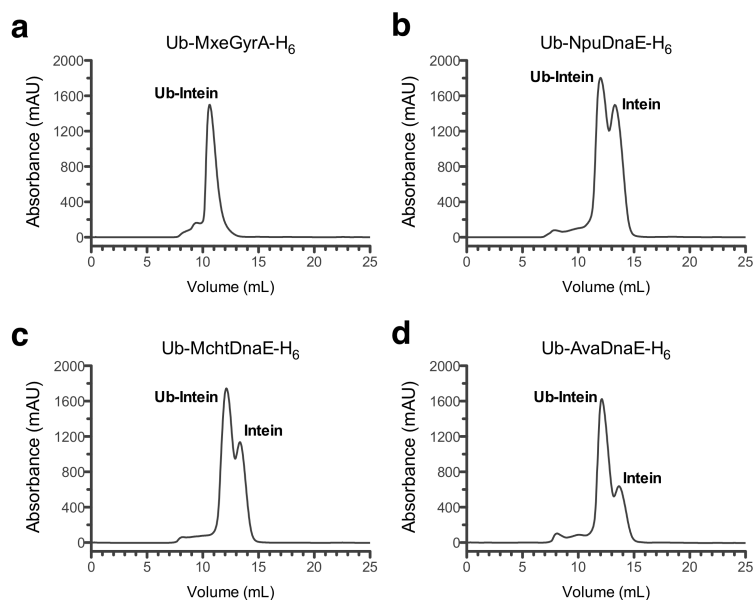 a
Ub-MxeGyrA-H6
Absorbance (mAU)
2000
1600
1200
800
400
0
Ub-Intein
0 5 10 15 20 25
Volume (mL)
b
Ub-NpuDnaE-H6
Absorbance (mAU)
2000
1600
1200
800
400
0
Ub-Intein
Intein
0 5 10 15 20 25
Volume (mL)
c
Ub-MchtDnaE-H6
Absorbance (mAU)
2000
1600
1200
800
400
0
Ub-Intein
Intein
0 5 10 15 20 25
Volume (mL)
d
Ub-AvaDnaE-H6
Absorbance (mAU)
2000
1600
1200
800
400
0
Ub-Intein
Intein
0 5 10 15 20 25
Volume (mL)